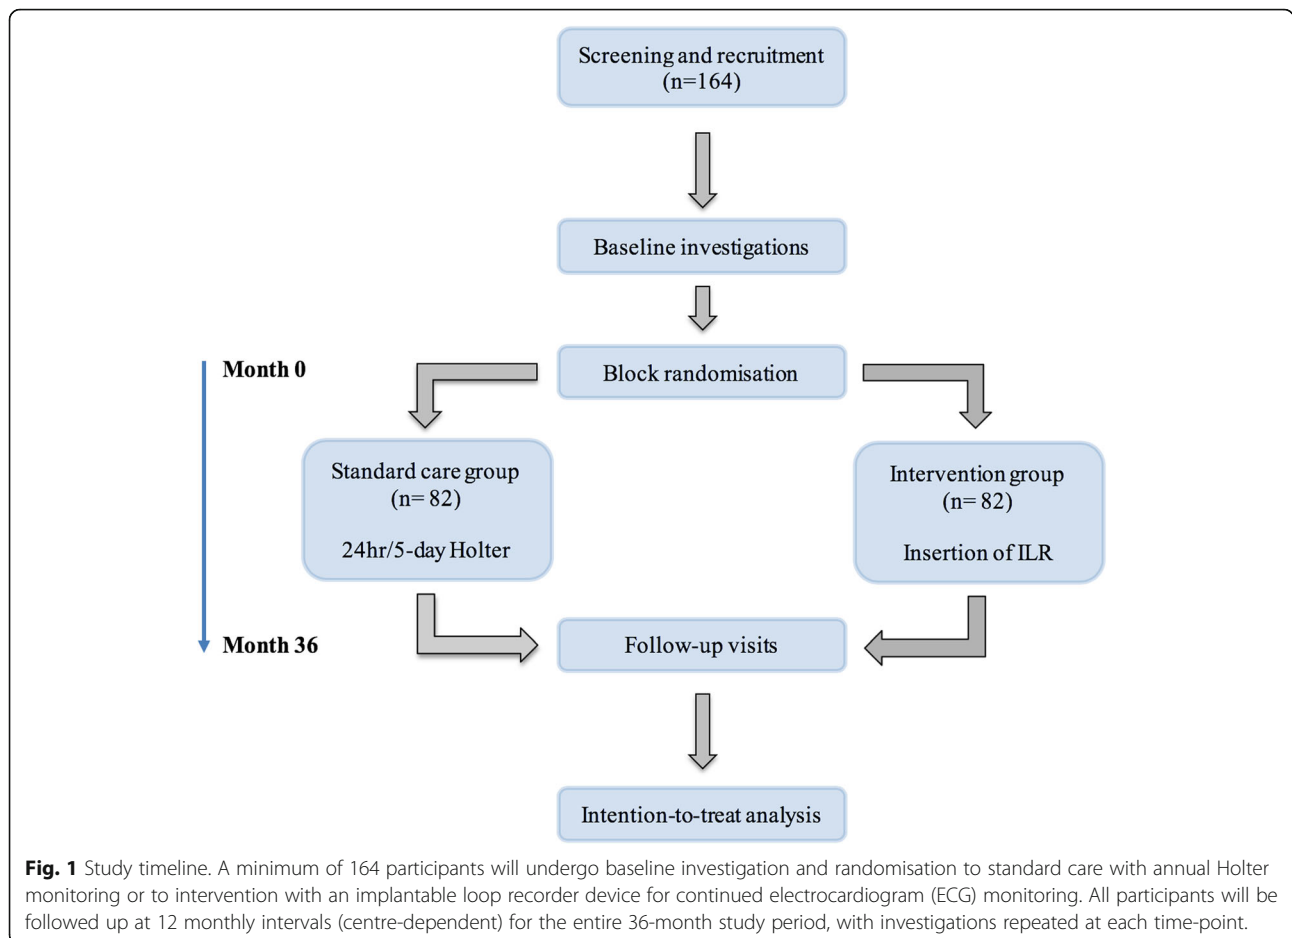 Screening and recruitment
(n=164)
Baseline investigations
Month 0
Block randomisation
Standard care group
(n= 82)
24hr/5-day Holter
Intervention group
(n= 82)
Insertion of ILR
Month 36
Follow-up visits
Intention-to-treat analysis
Fig. 1 Study timeline. A minimum of 164 participants will undergo baseline investigation and randomisation to standard care with annual Holter
monitoring or to intervention with an implantable loop recorder device for continued electrocardiogram (ECG) monitoring. All participants will be
followed up at 12 monthly intervals (centre-dependent) for the entire 36-month study period, with investigations repeated at each time-point.